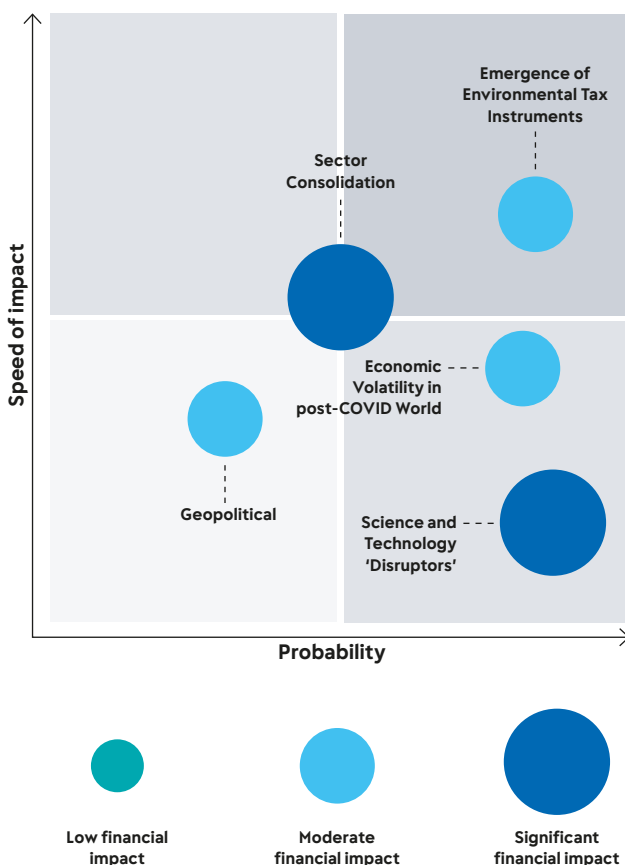 Emergence of
Environmental Tax
Instruments
Sector
Consolidation
Speed of impact
Economic
Volatility in
post-COVID World
Geopolitical
Science and
Technology
‘Disruptors’
Probability
Low financial
impact
Moderate
financial impact
Significant
financial impact